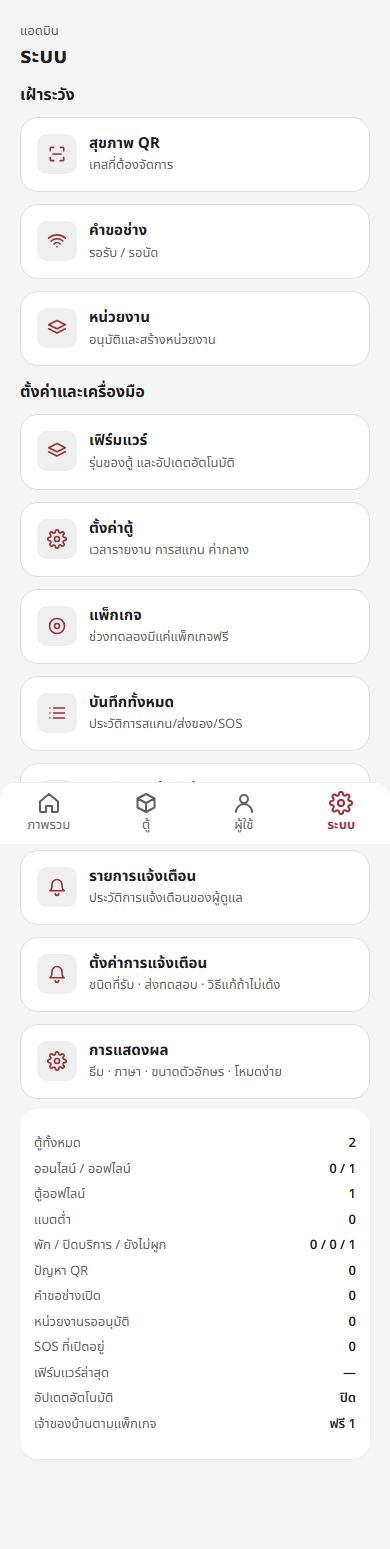 แอดมิน
ระบบ
เฝ้าระวัง
สุขภาพ QR
เคสที่ต้องจัดการ
คำขอช่าง
รอรับ / รอนัด
หน่วยงาน
อนุมัติและสร้างหน่วยงาน
ตั้งค่าและเครื่องมือ
เฟิร์มแวร์
รุ่นของตู้ และอัปเดตอัตโนมัติ
ตั้งค่าตู้
เวลารายงาน การสแกน ค่ากลาง
แพ็กเกจ
ช่วงทดลองมีแค่แพ็กเกจฟรี
บันทึกทั้งหมด
ประวัติการสแกน/ส่งของ/SOS
ภาพรวม
ตู้
ผู้ใช้
ระบบ
รายการแจ้งเตือน
ประวัติการแจ้งเตือนของผู้ดูแล
ตั้งค่าการแจ้งเตือน
ชนิดที่รับ · ส่งทดสอบ · วิธีแก้ถ้าไม่เด้ง
การแสดงผล
ธีม · ภาษา · ขนาดตัวอักษร · โหมดง่าย
ตู้ทั้งหมด 2
ออนไลน์ / ออฟไลน์ 0 / 1
ตู้ออฟไลน์ 1
แบตต่ำ 0
พัก / ปิดบริการ / ยังไม่ผูก 0 / 0 / 1
ปัญหา QR 0
คำขอช่างเปิด 0
หน่วยงานรออนุมัติ 0
SOS ที่เปิดอยู่ 0
เฟิร์มแวร์ล่าสุด —
อัปเดตอัตโนมัติ ปิด
เจ้าของบ้านตามแพ็กเกจ ฟรี 1